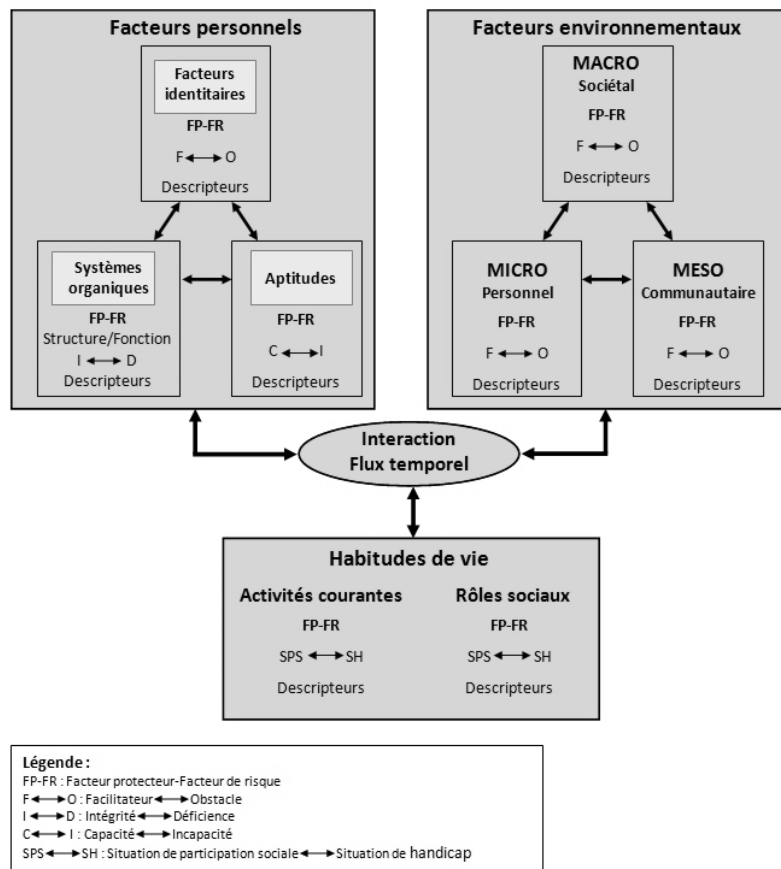 Facteurs personnels
Facteurs
identitaires
FP-FR
F ⟷ O
Descripteurs
Systèmes
organiques
FP-FR
Structure/Fonction
I ⟷ D
Descripteurs
Aptitudes
FP-FR
C ⟷ I
Descripteurs
Facteurs environnementaux
MACRO
Sociétal
FP-FR
F ⟷ O
Descripteurs
MICRO
Personnel
FP-FR
F ⟷ O
Descripteurs
MESO
Communautaire
FP-FR
F ⟷ O
Descripteurs
Interaction
Flux temporel
Habitudes de vie
Activités courantes
FP-FR
SPS ⟷ SH
Descripteurs
Rôles sociaux
FP-FR
SPS ⟷ SH
Descripteurs
Légende :
FP-FR : Facteur protecteur-Facteur de risque
F ⟷ O : Facilitateur ⟷ Obstacle
I ⟷ D : Intégrité ⟷ Déficience
C ⟷ I : Capacité ⟷ Incapacité
SPS ⟷ SH : Situation de participation sociale ⟷ Situation de handicap